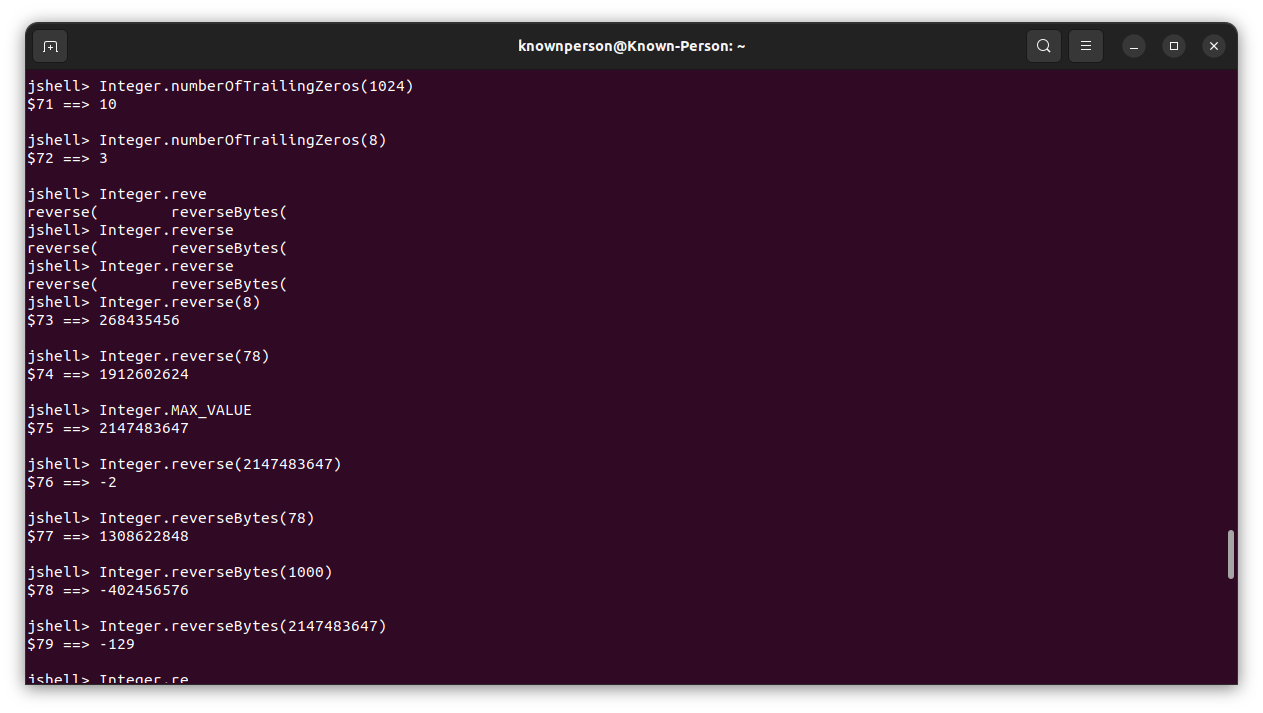 knownperson@Known-Person: ~
jshell> Integer.numberOfTrailingZeros(1024)
$71 ==> 10
jshell> Integer.numberOfTrailingZeros(8)
$72 ==> 3
jshell> Integer.reve
reverse(        reverseBytes(
jshell> Integer.reverse
reverse(        reverseBytes(
jshell> Integer.reverse
reverse(        reverseBytes(
jshell> Integer.reverse(8)
$73 ==> 268435456
jshell> Integer.reverse(78)
$74 ==> 1912602624
jshell> Integer.MAX_VALUE
$75 ==> 2147483647
jshell> Integer.reverse(2147483647)
$76 ==> -2
jshell> Integer.reverseBytes(78)
$77 ==> 1308622848
jshell> Integer.reverseBytes(1000)
$78 ==> -402456576
jshell> Integer.reverseBytes(2147483647)
$79 ==> -129
jshell> Integer.re